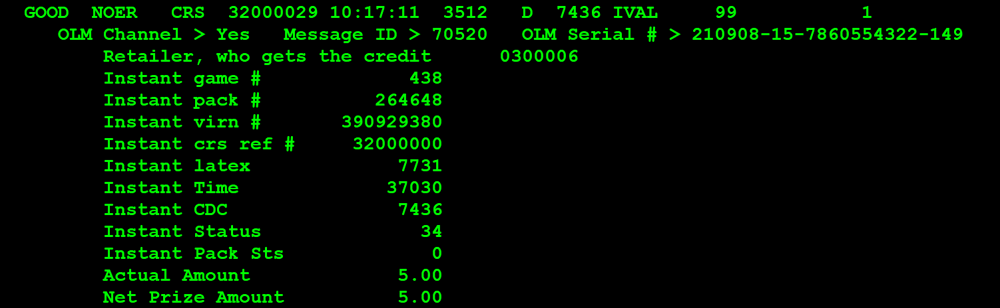 GOOD NOER CRS 32000029 10:17:11 3512 D 7436 IVAL 99 1
OLM Channel > Yes Message ID > 70520 OLM Serial # > 210908-15-7860554322-149
Retailer, who gets the credit 0300006
Instant game # 438
Instant pack # 264648
Instant virn # 390929380
Instant crs ref # 32000000
Instant latex 7731
Instant Time 37030
Instant CDC 7436
Instant Status 34
Instant Pack Sts 0
Actual Amount 5.00
Net Prize Amount 5.00